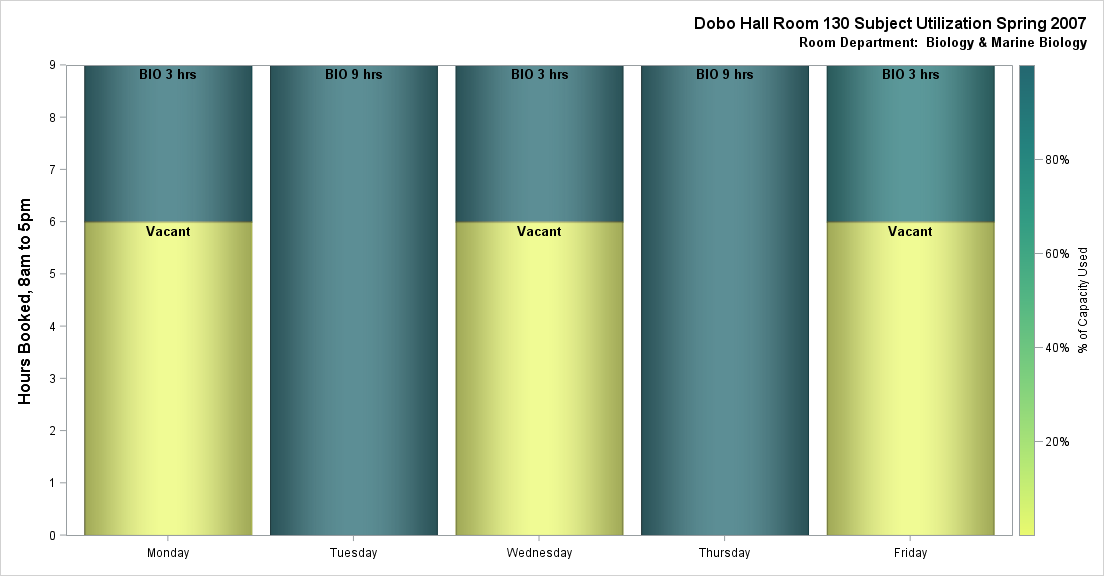 Dobo Hall Room 130 Subject Utilization Spring 2007
Room Department: Biology & Marine Biology
Hours Booked, 8am to 5pm
9
8
7
6
5
4
3
2
1
0
BIO 3 hrs
BIO 9 hrs
BIO 3 hrs
BIO 9 hrs
BIO 3 hrs
Vacant
Vacant
Vacant
Monday
Tuesday
Wednesday
Thursday
Friday
80%
60%
40%
20%
% of Capacity Used